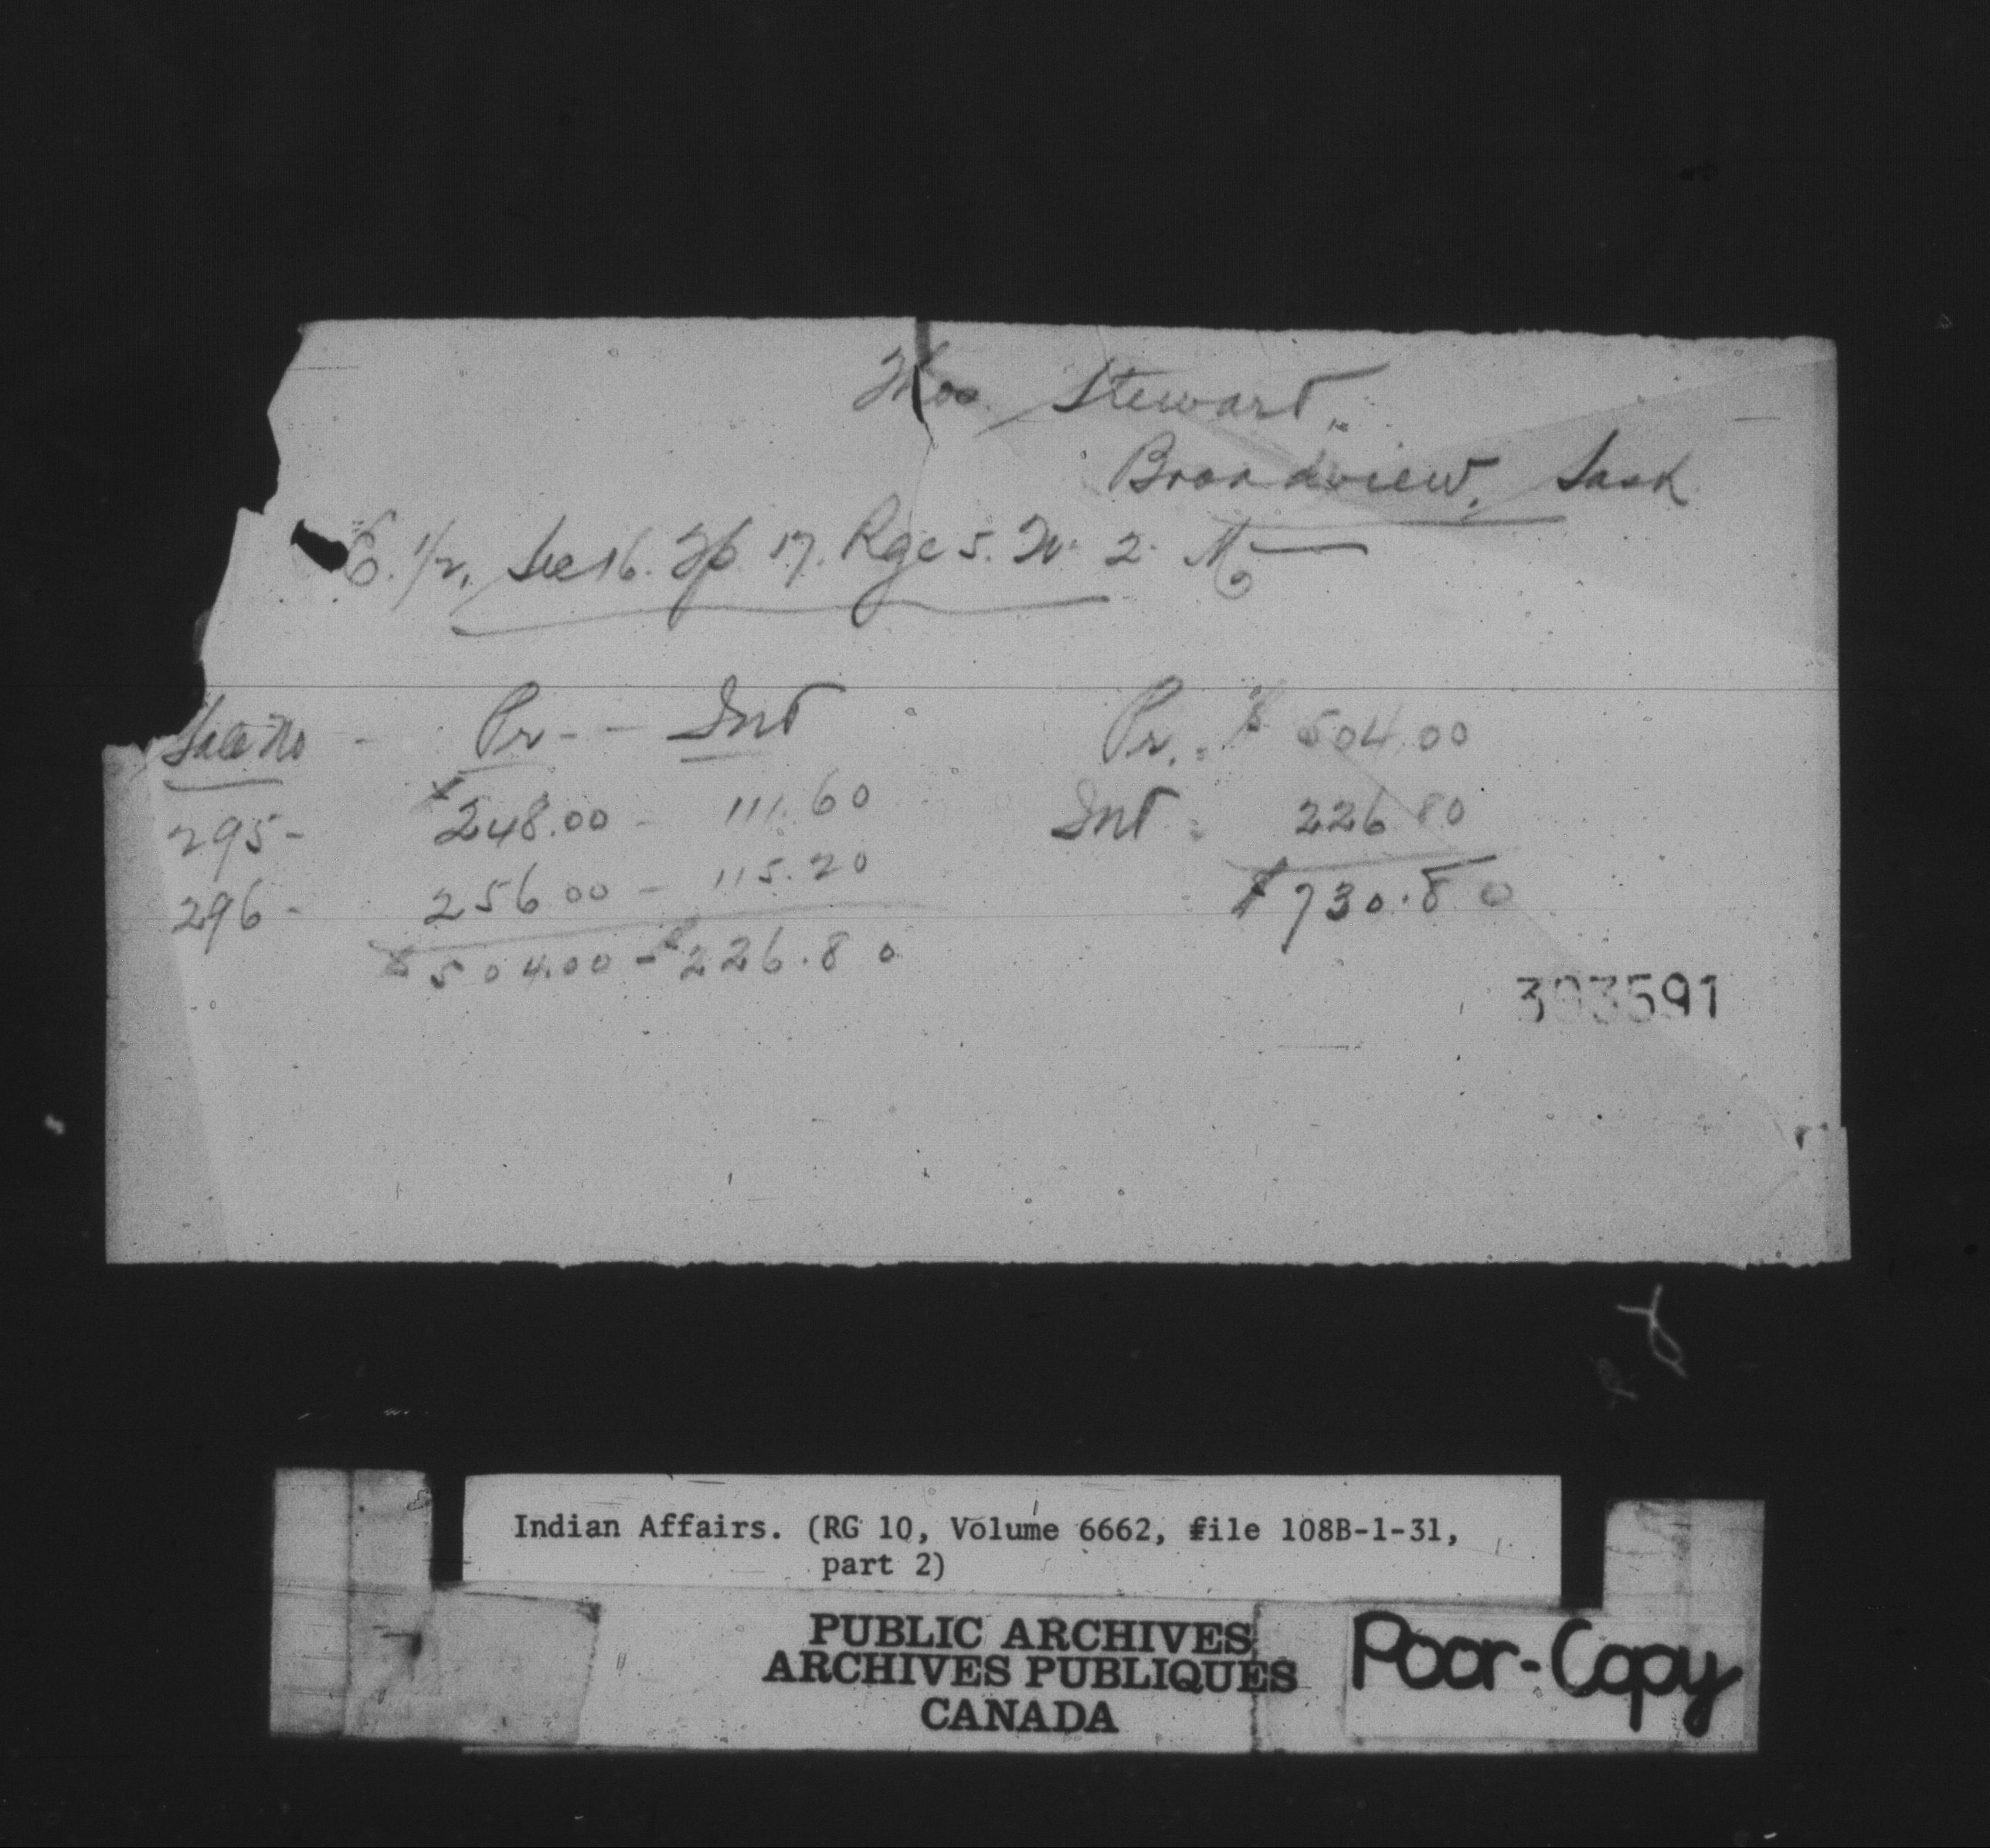 Thos. Stewart,
Broadview, Sask
E. 1/2, Sec 16. Tp. 17. Rge 5. W. 2. M
Sale No - Pr - - Int
295 - $248.00 - 111.60
296 - 256.00 - 115.20
$504.00 - $226.80
Pr. = $504.00
Int = 226.80
$730.80
303591
Indian Affairs. (RG 10, Volume 6662, file 108B-1-31,
part 2)
PUBLIC ARCHIVES
ARCHIVES PUBLIQUES
CANADA
Poor-Copy